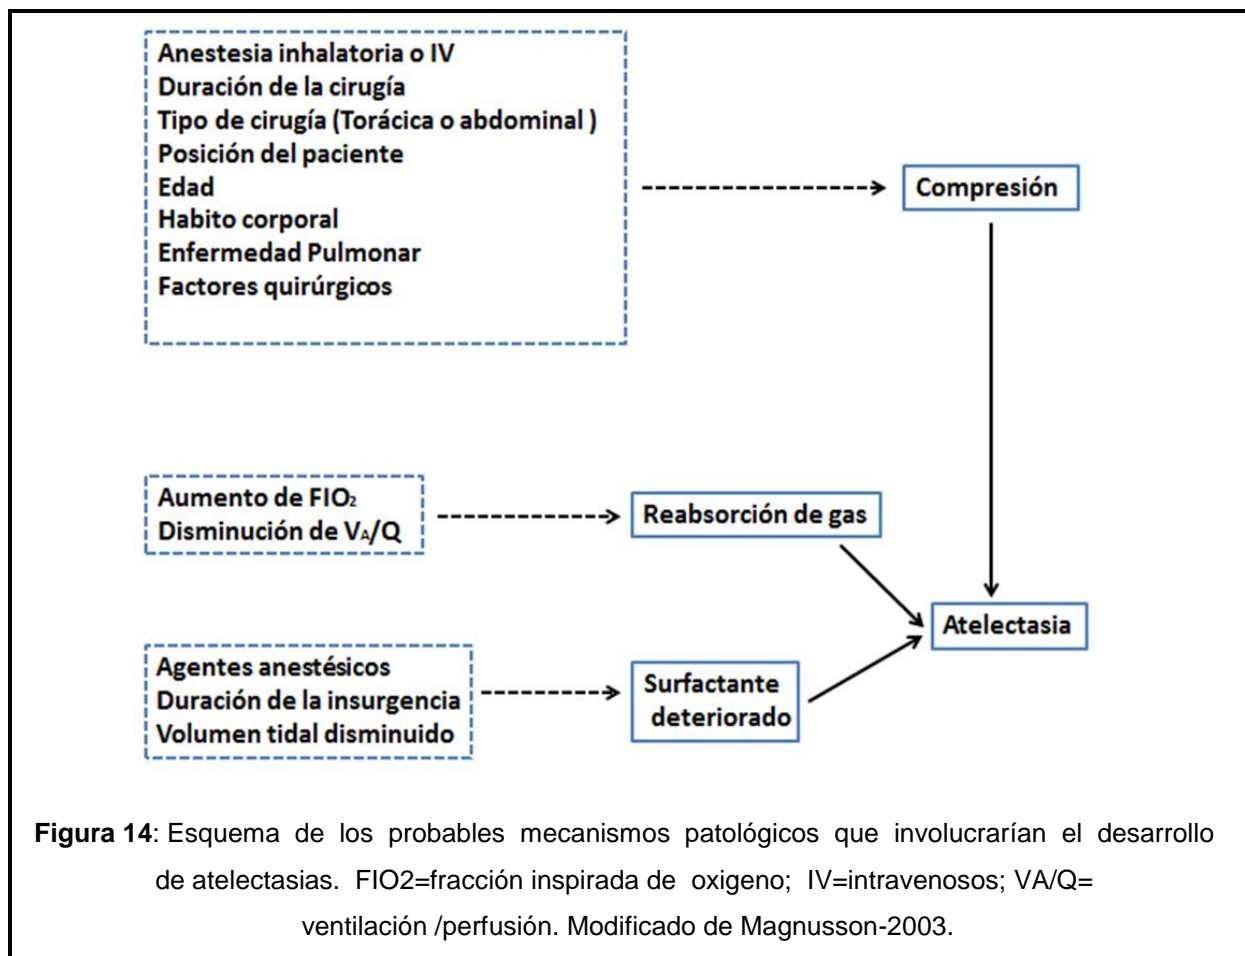 Anestesia inhalatoria o IV
Duración de la cirugía
Tipo de cirugía (Torácica o abdominal )
Posición del paciente
Edad
Habito corporal
Enfermedad Pulmonar
Factores quirúrgicos
Compresión
Aumento de FIO₂
Disminución de VA/Q
Reabsorción de gas
Atelectasia
Agentes anestésicos
Duración de la insurgencia
Volumen tidal disminuido
Surfactante
deteriorado
Figura 14: Esquema de los probables mecanismos patológicos que involucrarían el desarrollo
de atelectasias. FIO2=fracción inspirada de oxigeno; IV=intravenosos; VA/Q=
ventilación /perfusión. Modificado de Magnusson-2003.